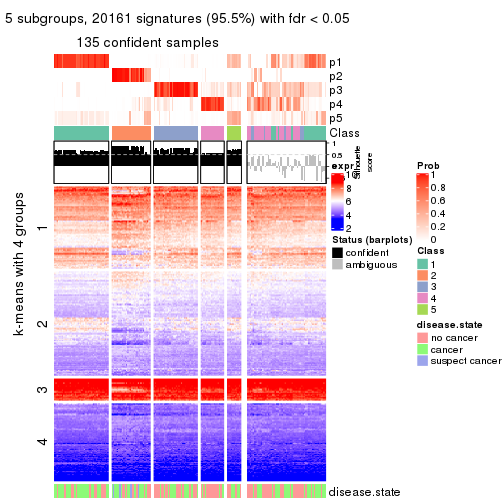 5 subgroups, 20161 signatures (95.5%) with fdr < 0.05
135 confident samples
p1
p2
p3
p4
p5
Class
1
0.5
0
Silhouette
score
k-means with 4 groups
1
2
3
4
expr
10
8
6
4
2
Status (barplots)
confident
ambiguous
Prob
1
0.8
0.6
0.4
0.2
0
Class
1
2
3
4
5
disease.state
no cancer
cancer
suspect cancer
disease.state